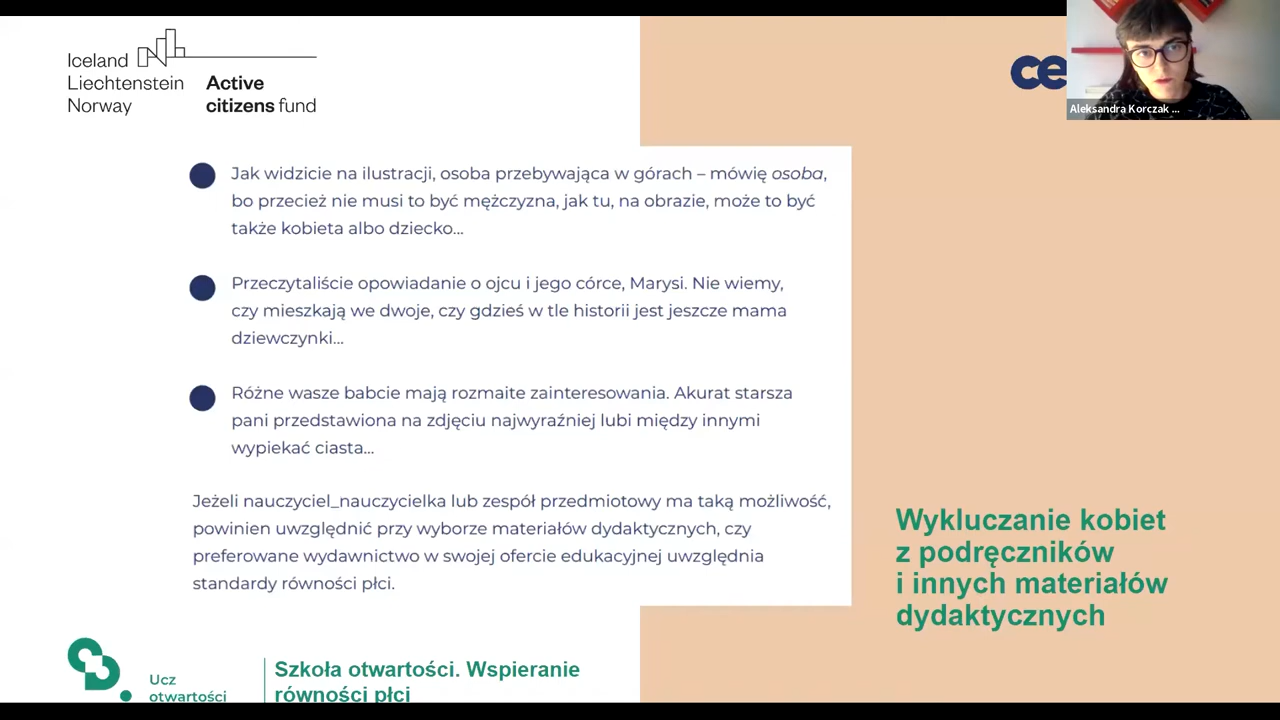 Iceland
Liechtenstein
Norway
Active
citizens fund
ce
Aleksandra Korczak ...
Jak widzicie na ilustracji, osoba przebywająca w górach – mówię osoba,
bo przecież nie musi to być mężczyzna, jak tu, na obrazie, może to być
także kobieta albo dziecko...
Przeczytaliście opowiadanie o ojcu i jego córce, Marysi. Nie wiemy,
czy mieszkają we dwoje, czy gdzieś w tle historii jest jeszcze mama
dziewczynki...
Różne wasze babcie mają rozmaite zainteresowania. Akurat starsza
pani przedstawiona na zdjęciu najwyraźniej lubi między innymi
wypiekać ciasta...
Jeżeli nauczyciel_nauczycielka lub zespół przedmiotowy ma taką możliwość,
powinien uwzględnić przy wyborze materiałów dydaktycznych, czy
preferowane wydawnictwo w swojej ofercie edukacyjnej uwzględnia
standardy równości płci.
Wykluczanie kobiet
z podręczników
i innych materiałów
dydaktycznych
Ucz
otwartości
Szkoła otwartości. Wspieranie
równości płci